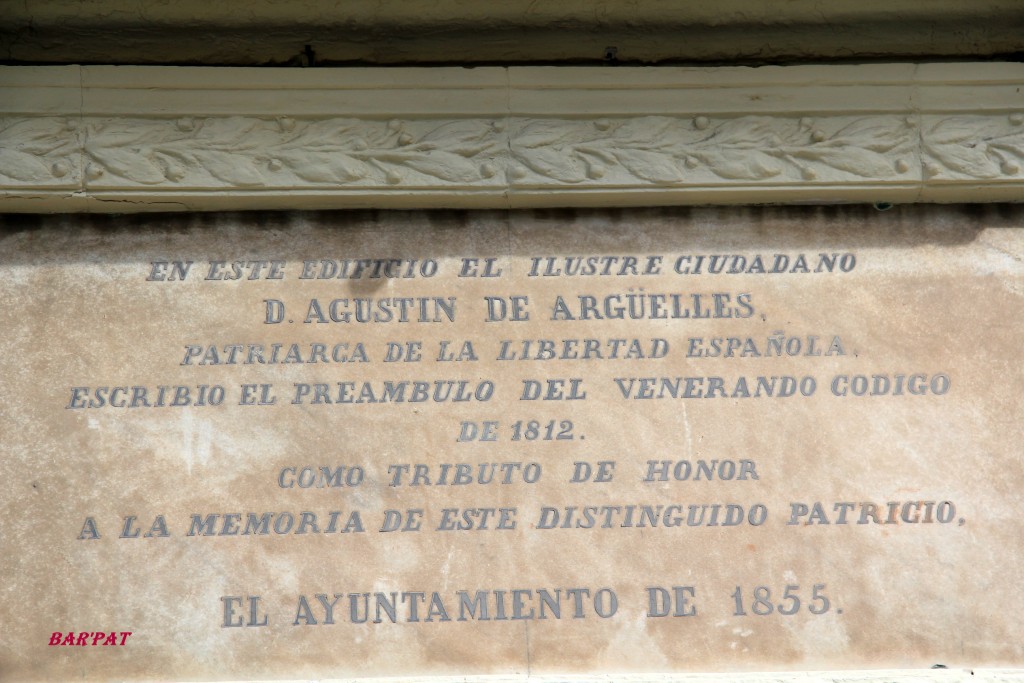 EN ESTE EDIFICIO EL ILUSTRE CIUDADANO
D. AGUSTIN DE ARGÜELLES,
PATRIARCA DE LA LIBERTAD ESPAÑOLA,
ESCRIBIO EL PREAMBULO DEL VENERANDO CODIGO
DE 1812.
COMO TRIBUTO DE HONOR
A LA MEMORIA DE ESTE DISTINGUIDO PATRICIO,
EL AYUNTAMIENTO DE 1855.
BAR'PAT